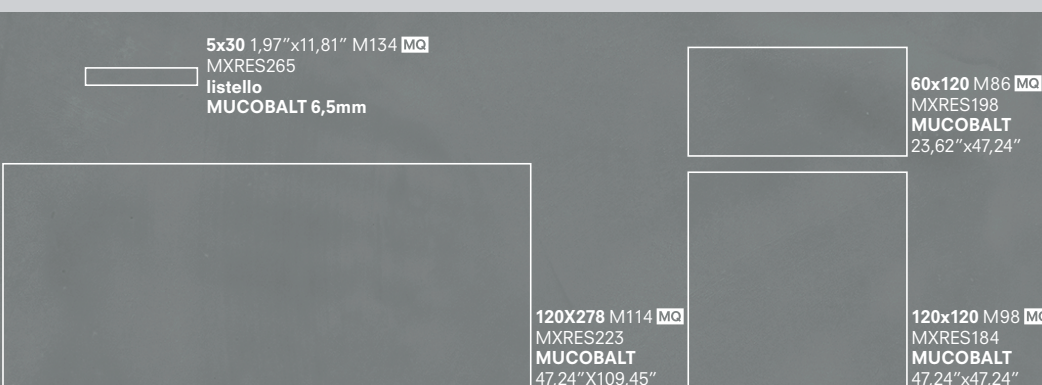 5x30 1,97”x11,81” M134 MQ
MXRES265
listello
MUCOBALT 6,5mm
60x120 M86 MQ
MXRES198
MUCOBALT
23,62”x47,24”
120X278 M114 MQ
MXRES223
MUCOBALT
47,24”X109,45”
120x120 M98
MXRES184
MUCOBALT
47,24”x47,24”